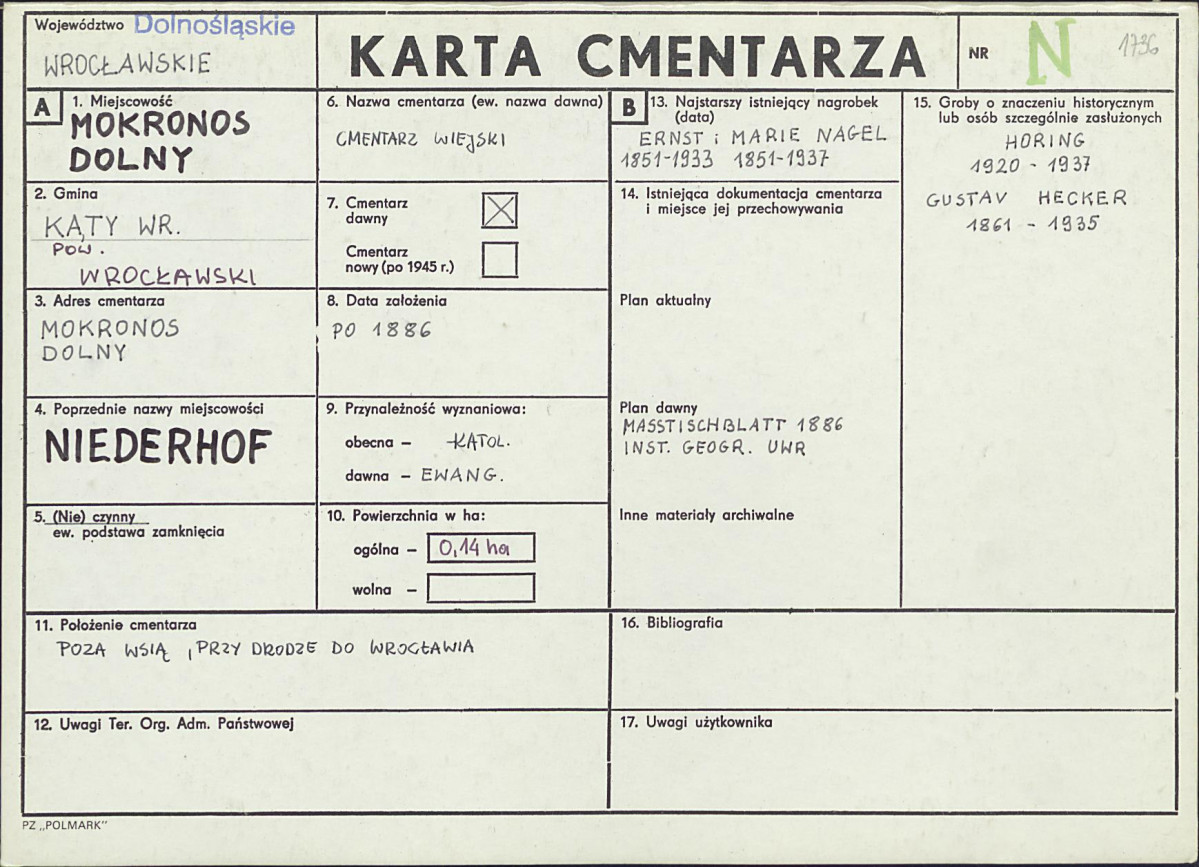 Województwo Dolnośląskie
WROCŁAWSKIE
KARTA CMENTARZA
NR N 1736
A
1. Miejscowość
MOKRONOS
DOLNY
2. Gmina
KĄTY WR.
POW.
WROCŁAWSKI
3. Adres cmentarza
MOKRONOS
DOLNY
4. Poprzednie nazwy miejscowości
NIEDERHOF
5. (Nie) czynny
ew. podstawa zamknięcia
6. Nazwa cmentarza (ew. nazwa dawna)
CMENTARZ WIEJSKI
7. Cmentarz
dawny
Cmentarz
nowy (po 1945 r.)
8. Data założenia
PO 1886
9. Przynależność wyznaniowa:
obecna – KATOL.
dawna – EWANG.
10. Powierzchnia w ha:
ogólna – 0,14 ha
wolna –
B
13. Najstarszy istniejący nagrobek
(data)
ERNST i MARIE NAGEL
1851-1933 1851-1937
14. Istniejąca dokumentacja cmentarza
i miejsce jej przechowywania
Plan aktualny
Plan dawny
MASSTISCHBLATT 1886
INST. GEOGR. UWR
Inne materiały archiwalne
15. Groby o znaczeniu historycznym
lub osób szczególnie zasłużonych
HORING
1920 - 1937
GUSTAV HECKER
1861 - 1935
11. Położenie cmentarza
POZA WSIĄ, PRZY DRODZE DO WROCŁAWIA
12. Uwagi Ter. Org. Adm. Państwowej
16. Bibliografia
17. Uwagi użytkownika
PZ „POLMARK"